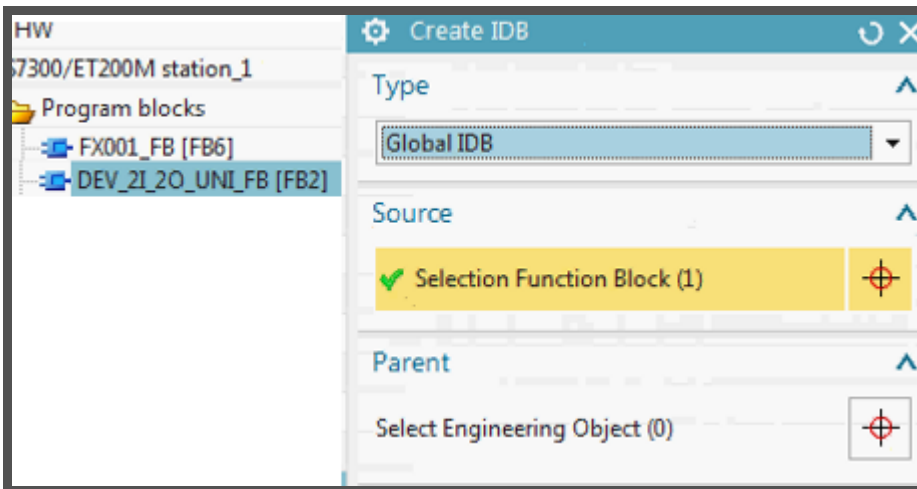 HW
S7300/ET200M station_1
Program blocks
FX001_FB [FB6]
DEV_2I_2O_UNI_FB [FB2]
Create IDB
Type
Global IDB
Source
Selection Function Block (1)
Parent
Select Engineering Object (0)